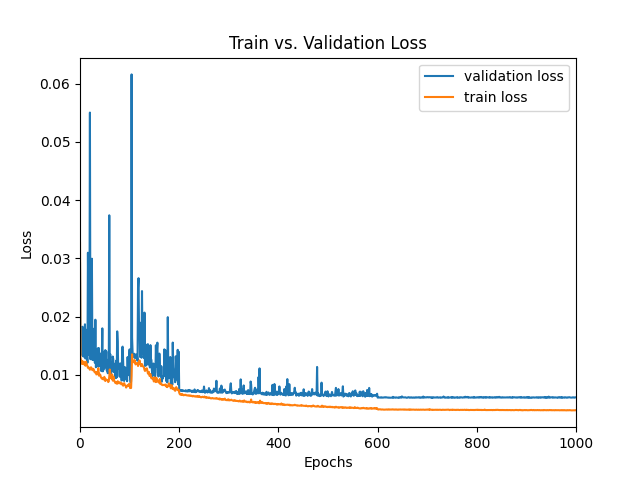 Train vs. Validation Loss
validation loss
train loss
0.06
0.05
0.04
0.03
0.02
0.01
Loss
0 200 400 600 800 1000
Epochs